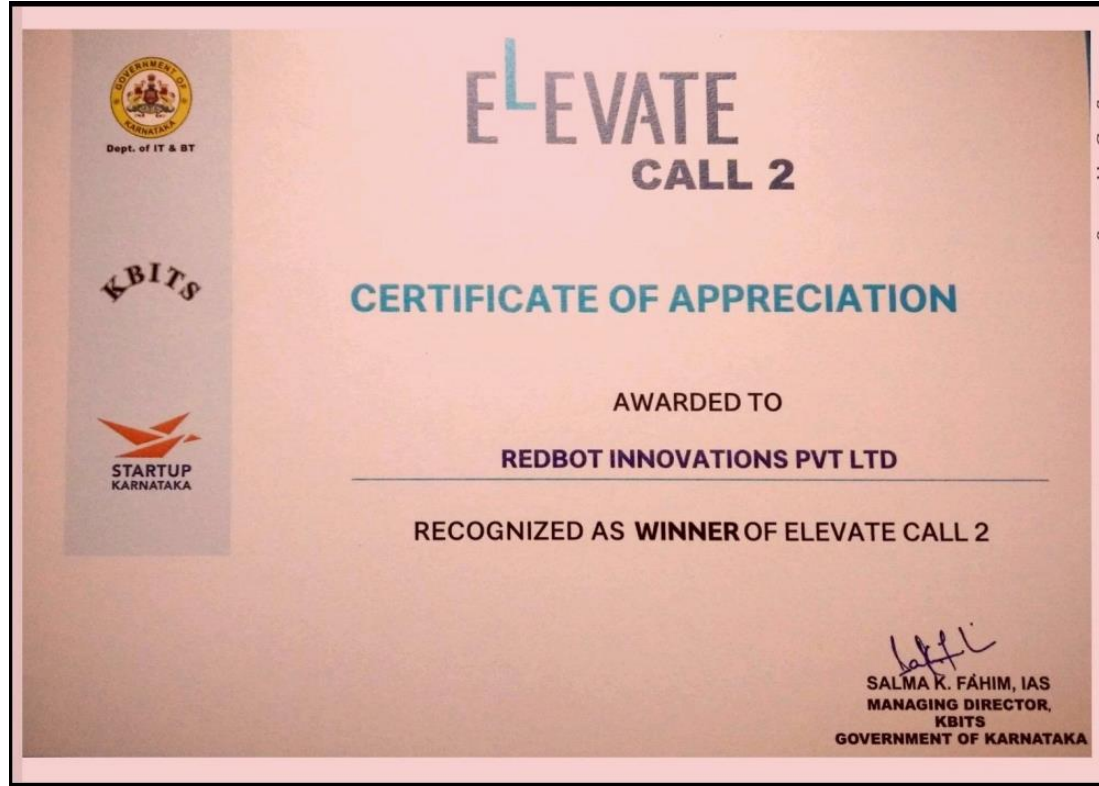 GOVERNMENT OF
KARNATAKA
Dept. of IT & BT
KBITS
STARTUP
KARNATAKA
ELEVATE
CALL 2
CERTIFICATE OF APPRECIATION
AWARDED TO
REDBOT INNOVATIONS PVT LTD
RECOGNIZED AS WINNER OF ELEVATE CALL 2
SALMA K. FAHIM, IAS
MANAGING DIRECTOR,
KBITS
GOVERNMENT OF KARNATAKA